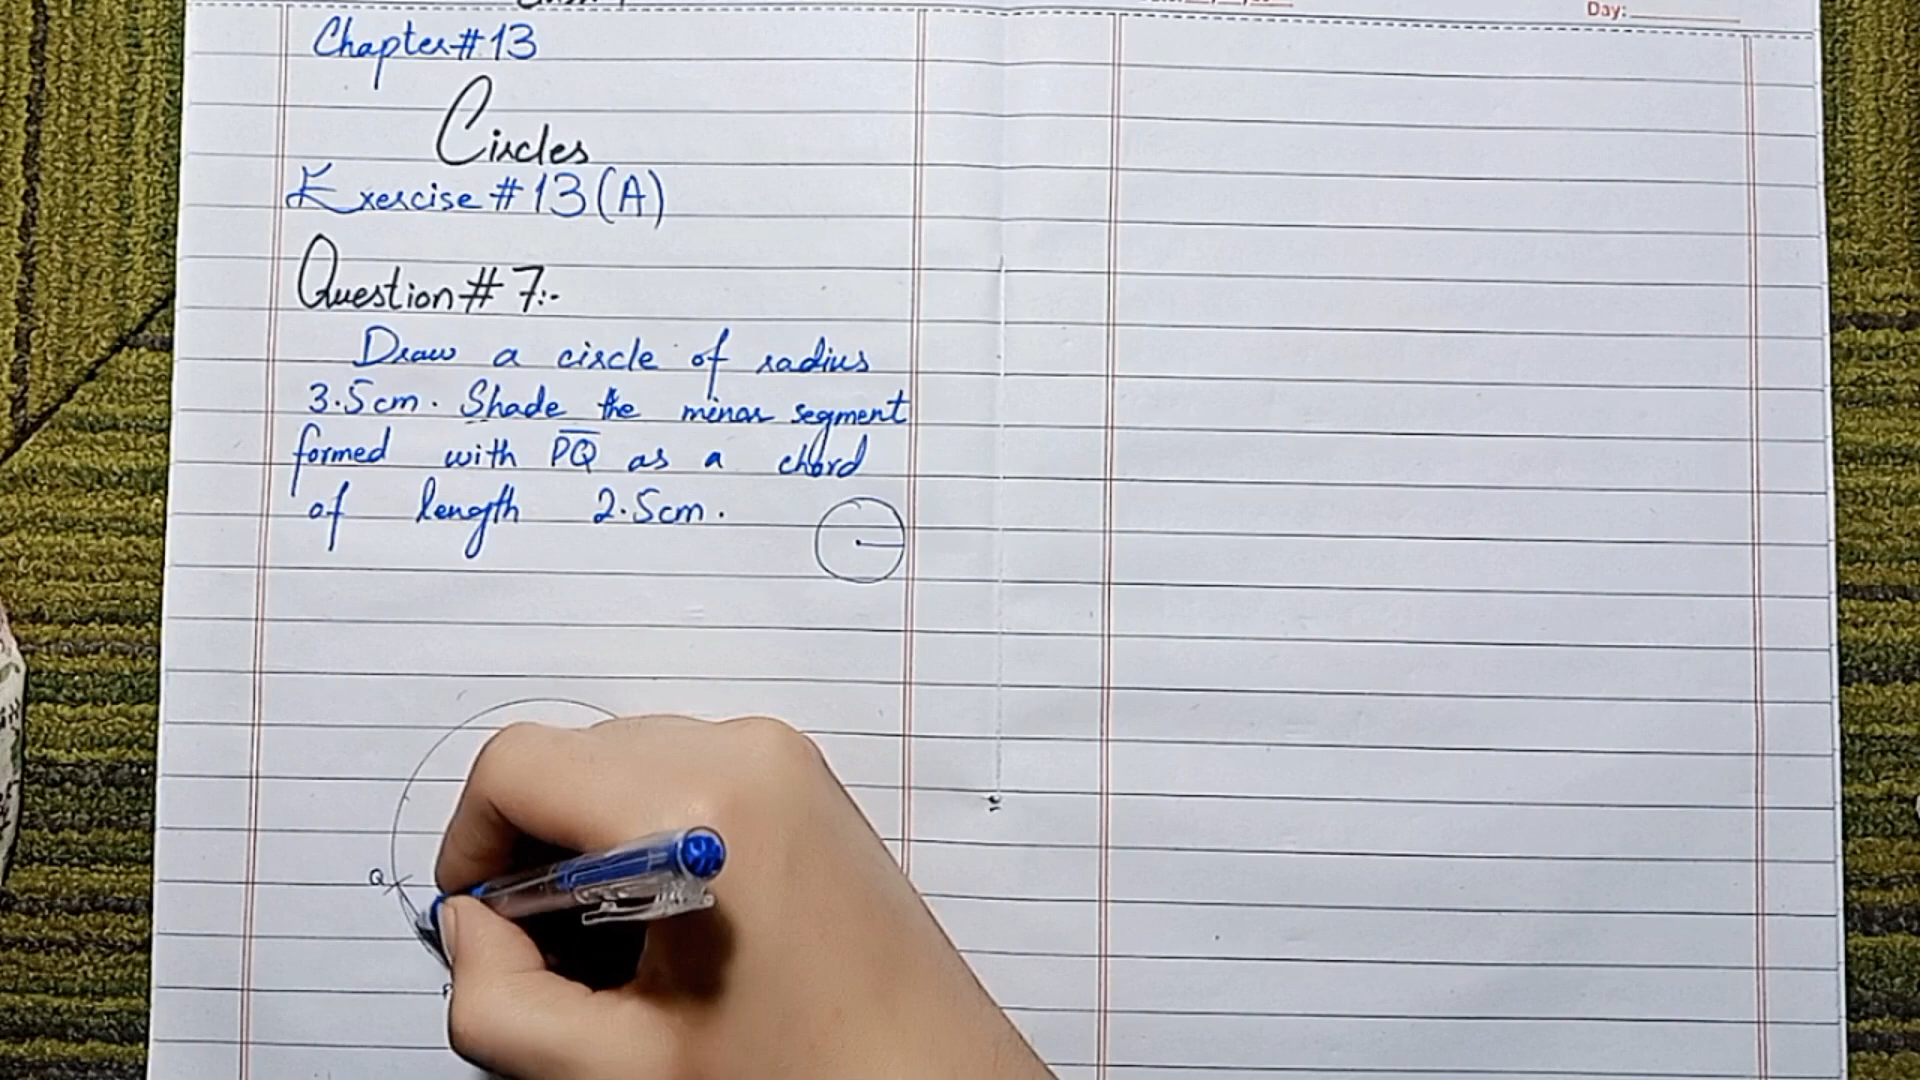 Day:
Chapter#13
Circles
Exercise #13(A)
Question# 7:-
Draw a circle of radius
3.5cm. Shade the minor segment
formed with PQ as a chord
of length 2.5cm.
Q